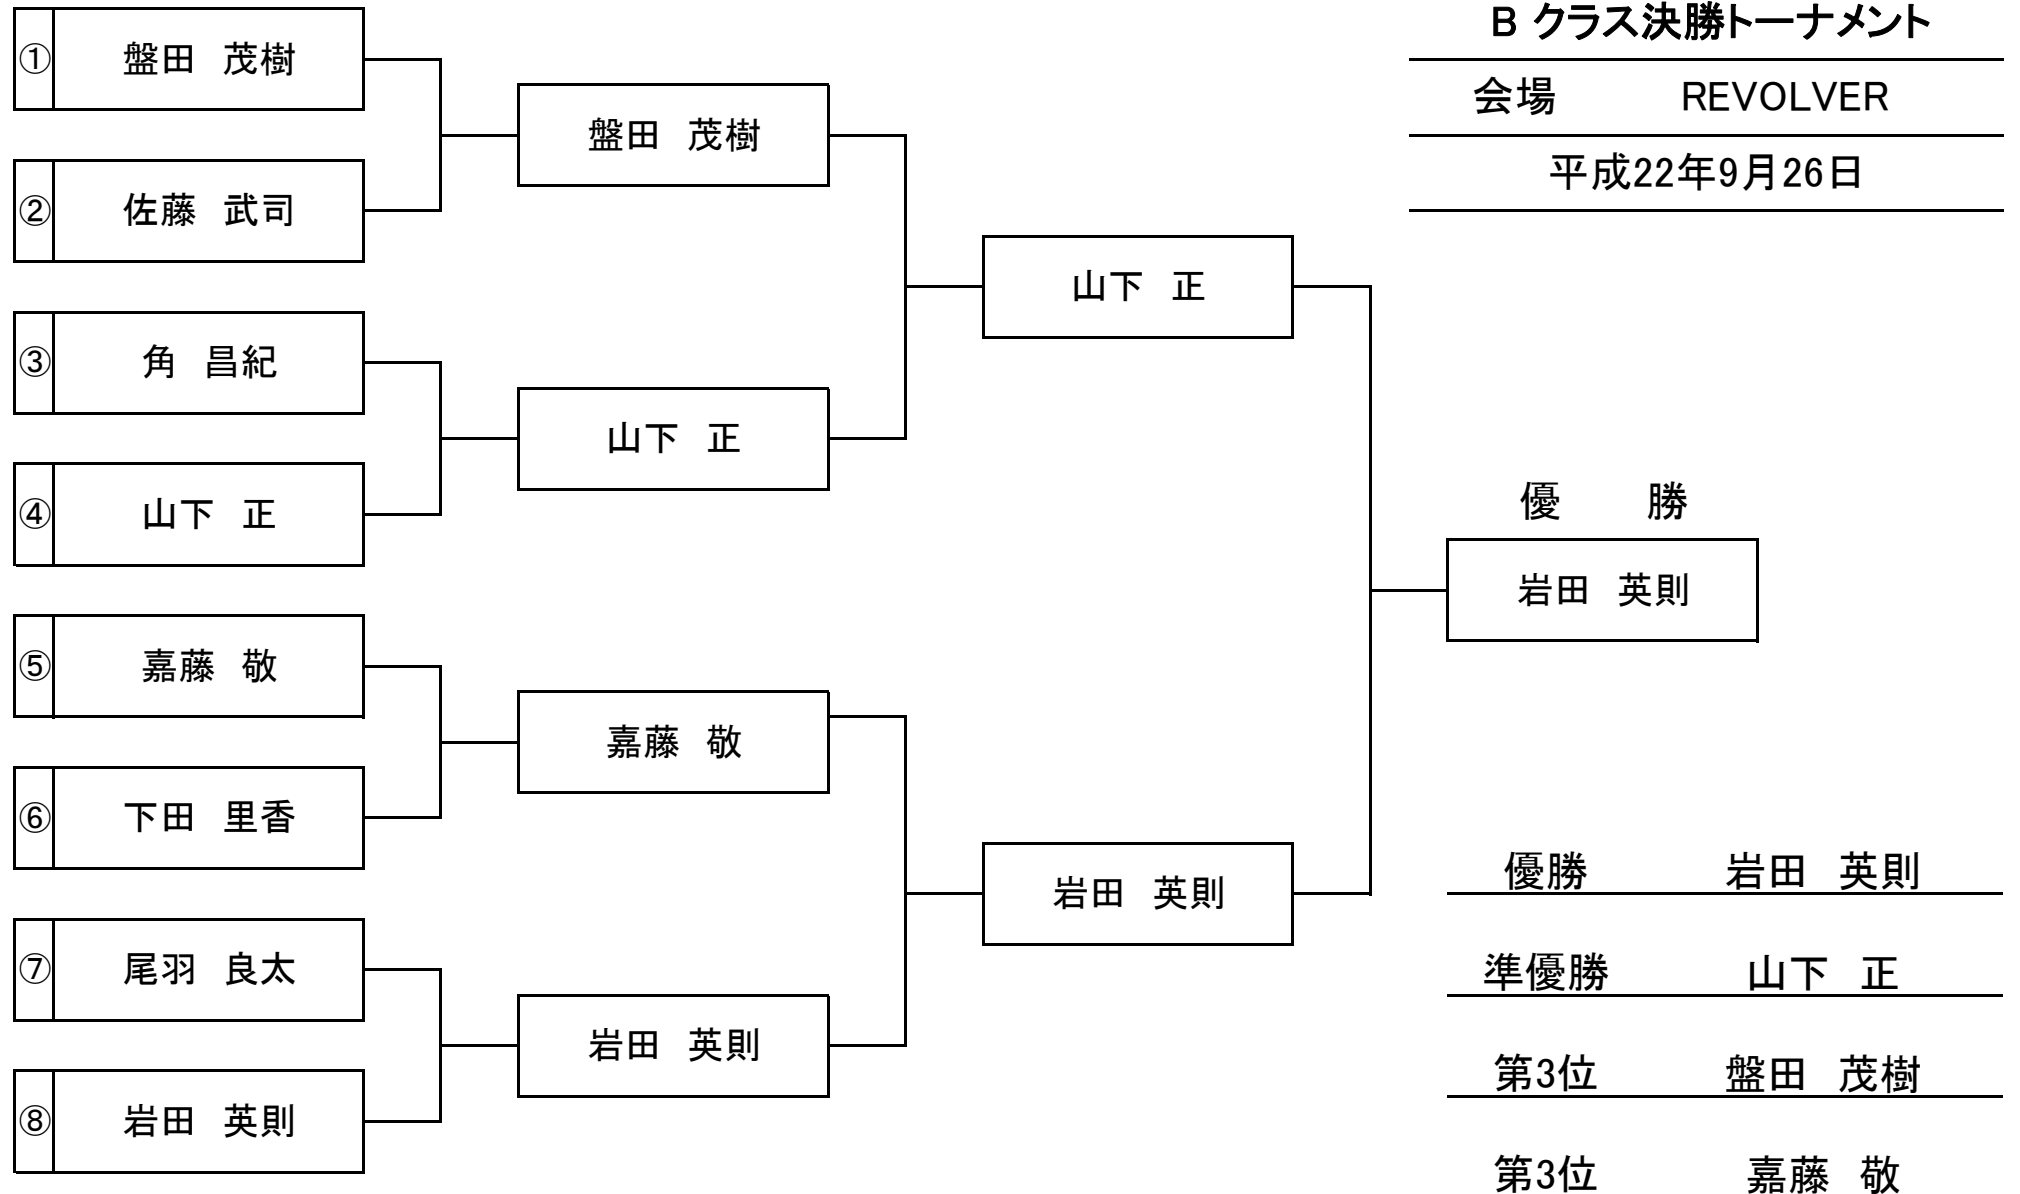 B クラス決勝トーナメント
会場　REVOLVER
平成22年9月26日
① 盤田　茂樹
② 佐藤　武司
③ 角　昌紀
④ 山下　正
⑤ 嘉藤　敬
⑥ 下田　里香
⑦ 尾羽　良太
⑧ 岩田　英則
盤田　茂樹
山下　正
嘉藤　敬
岩田　英則
山下　正
岩田　英則
優　勝
岩田　英則
優勝　岩田　英則
準優勝　山下　正
第3位　盤田　茂樹
第3位　嘉藤　敬